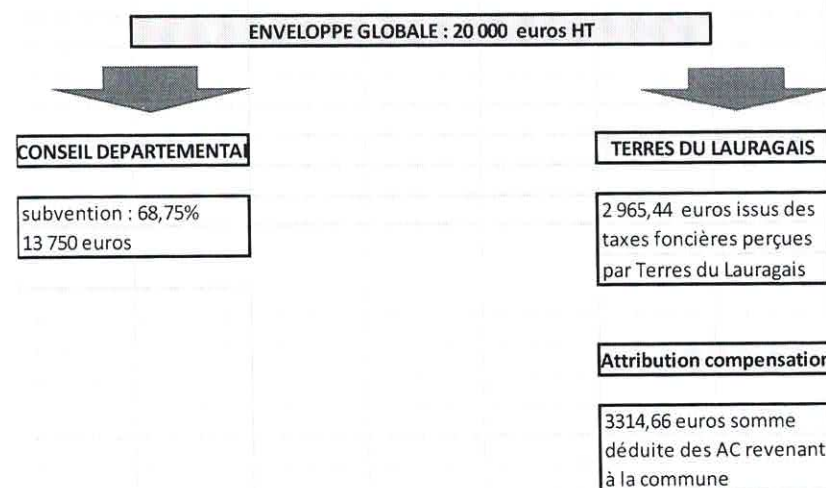 ENVELOPPE GLOBALE : 20 000 euros HT
CONSEIL DEPARTEMENTAL
subvention : 68,75%
13 750 euros
TERRES DU LAURAGAIS
2 965,44 euros issus des
taxes foncières perçues
par Terres du Lauragais
Attribution compensation
3314,66 euros somme
déduite des AC revenant
à la commune